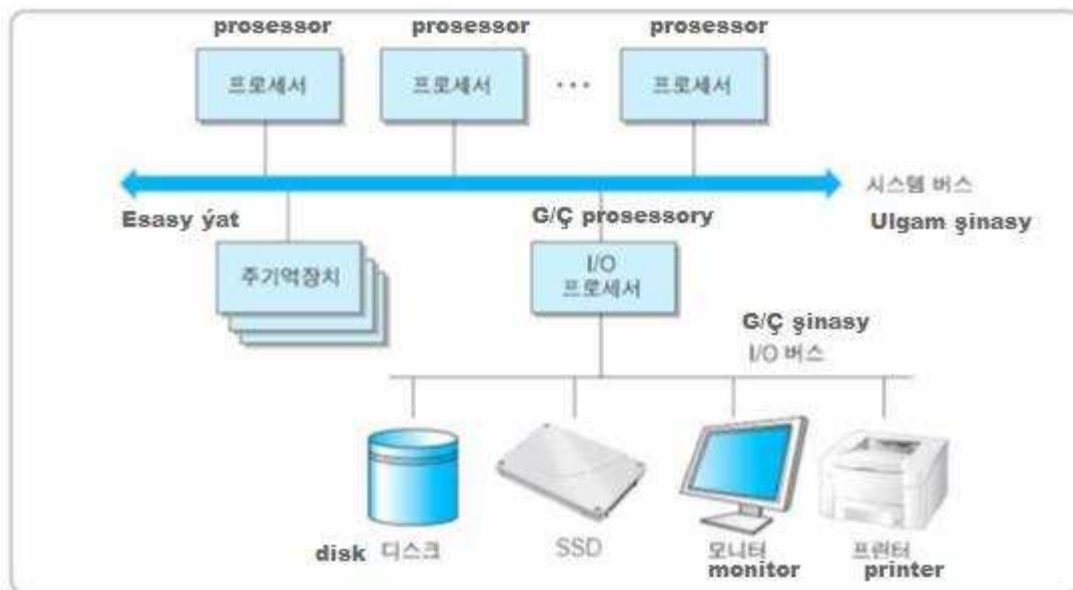 prosessor prosessor prosessor
프로세서 프로세서 ··· 프로세서
시스템 버스
Esasy ýat G/Ç prosessory Ulgam şinasy
주기억장치
I/O
프로세서
G/Ç şinasy
I/O 버스
disk 디스크 SSD 모니터 프린터
monitor printer